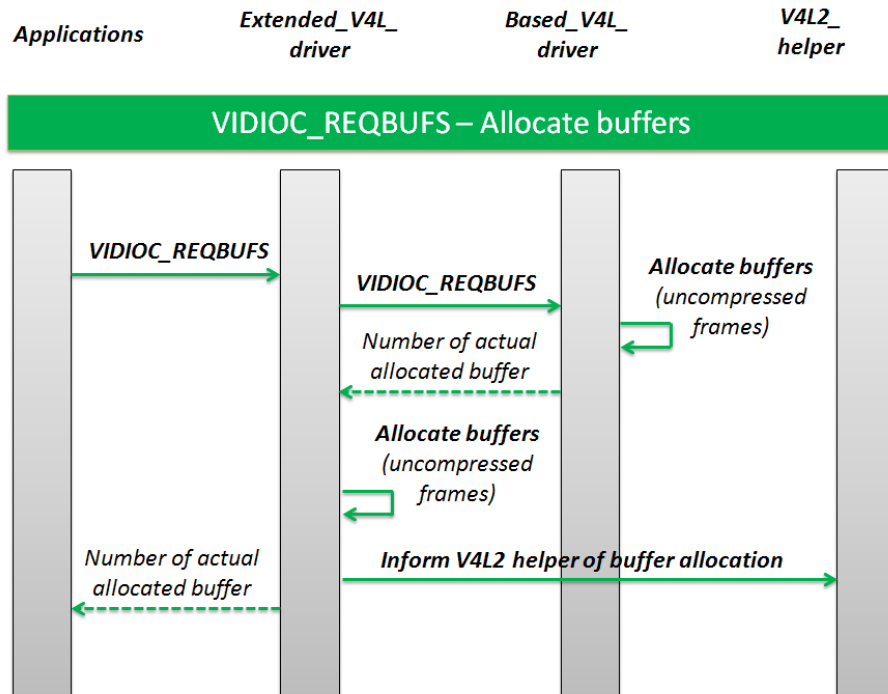 Applications
Extended_V4L_
driver
Based_V4L_
driver
V4L2_
helper
VIDIOC_REQBUFS – Allocate buffers
VIDIOC_REQBUFS
VIDIOC_REQBUFS
Allocate buffers
(uncompressed
frames)
Number of actual
allocated buffer
Allocate buffers
(uncompressed
frames)
Inform V4L2 helper of buffer allocation
Number of actual
allocated buffer